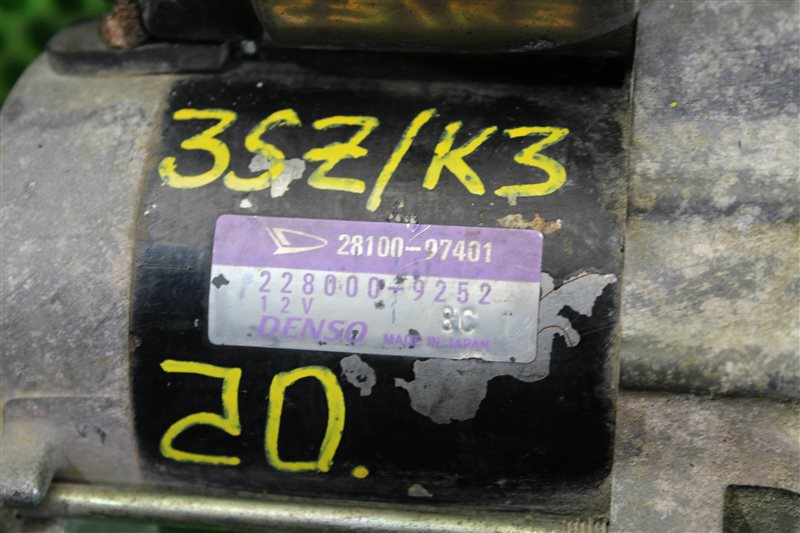 3SZ/K3
28100-97401
228000-9252
12V 8C
DENSO MADE IN JAPAN
20.